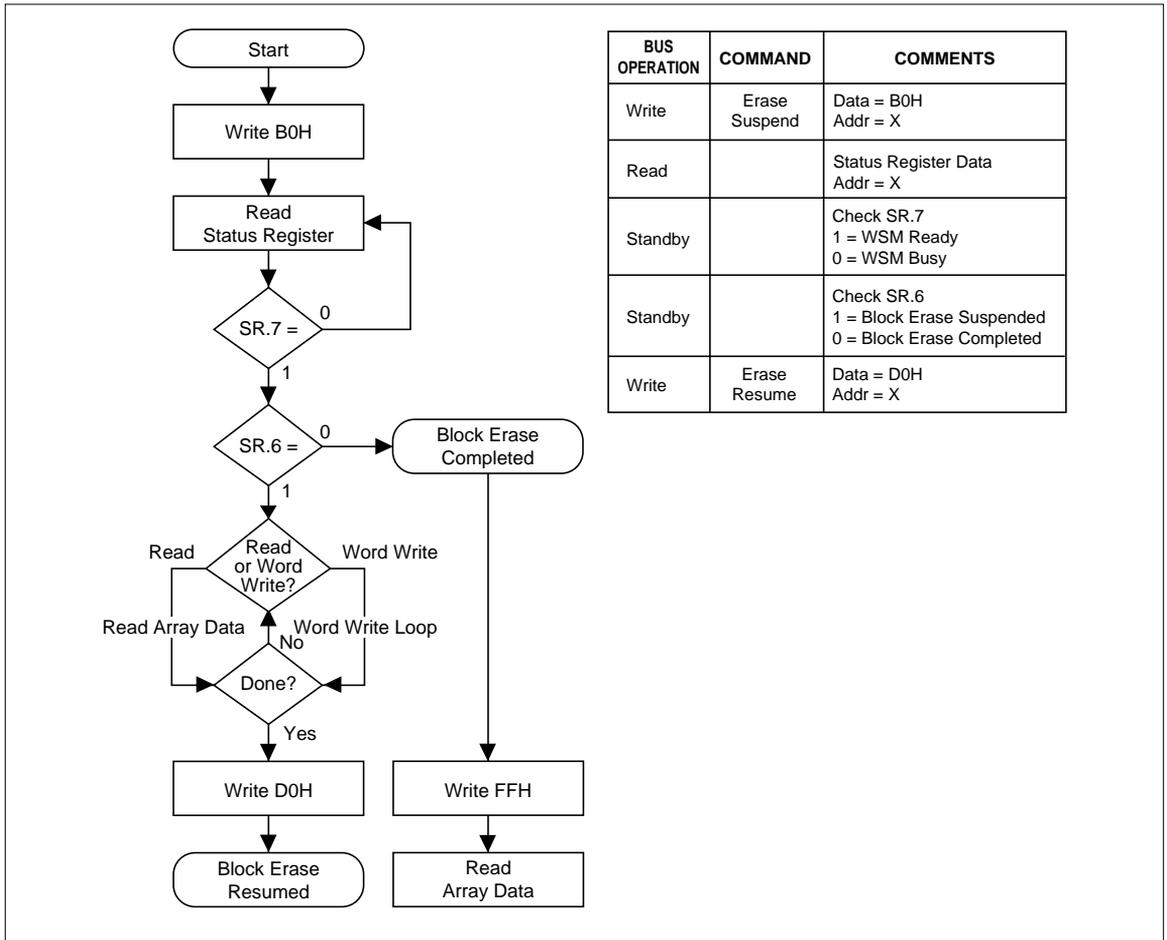 Start
Write B0H
Read
Status Register
SR.7 =
0
1
SR.6 =
0
1
Block Erase
Completed
Read
or Word
Write?
Read
Word Write
Read Array Data
Word Write Loop
No
Done?
Yes
Write D0H
Write FFH
Block Erase
Resumed
Read
Array Data
BUS
OPERATION
COMMAND
COMMENTS
Write
Erase
Suspend
Data = B0H
Addr = X
Read
Status Register Data
Addr = X
Standby
Check SR.7
1 = WSM Ready
0 = WSM Busy
Standby
Check SR.6
1 = Block Erase Suspended
0 = Block Erase Completed
Write
Erase
Resume
Data = D0H
Addr = X